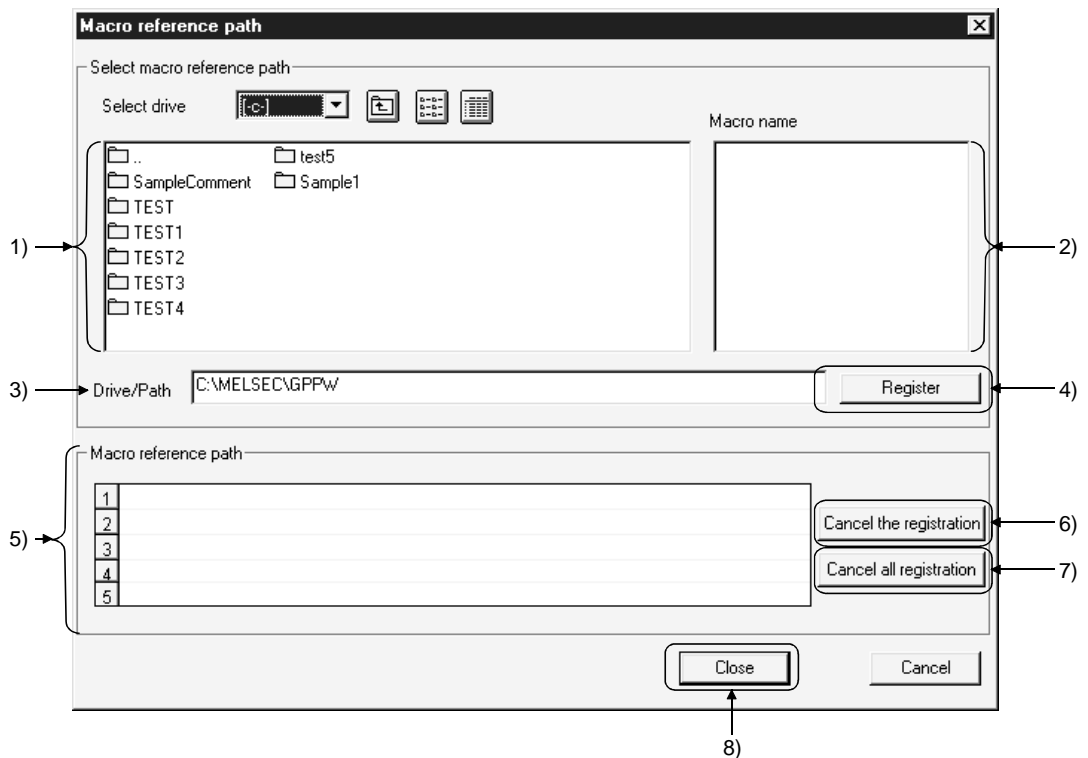 Macro reference path
Select macro reference path
Select drive [-c-]
Macro name
..
test5
SampleComment
Sample1
TEST
TEST1
1)
2)
TEST2
TEST3
TEST4
3)
Drive/Path C:\MELSEC\GPPW
Register
4)
Macro reference path
1
2
Cancel the registration
6)
5)
3
4
Cancel all registration
7)
5
Close
Cancel
8)